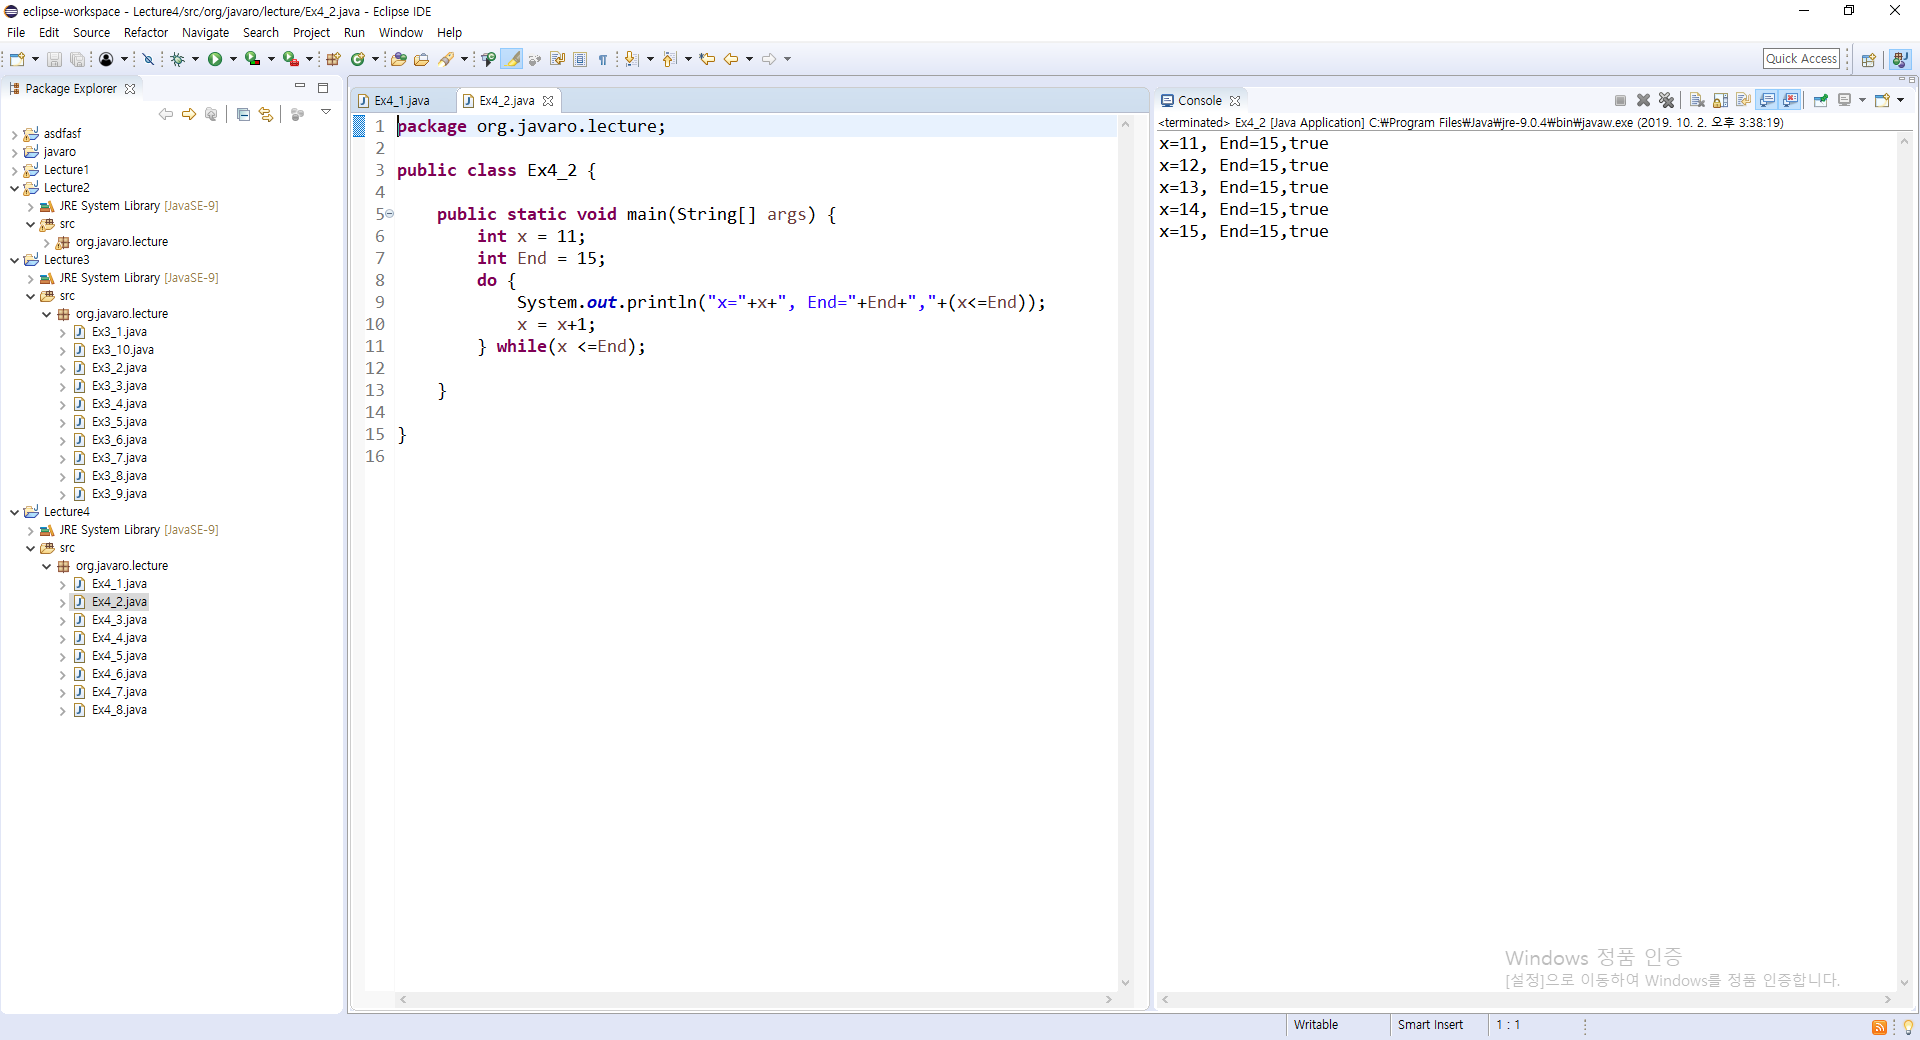 eclipse-workspace - Lecture4/src/org/javaro/lecture/Ex4_2.java - Eclipse IDE
File Edit Source Refactor Navigate Search Project Run Window Help
Quick Access
Package Explorer
asdfasf
javaro
Lecture1
Lecture2
JRE System Library [JavaSE-9]
src
org.javaro.lecture
Lecture3
JRE System Library [JavaSE-9]
src
org.javaro.lecture
Ex3_1.java
Ex3_10.java
Ex3_2.java
Ex3_3.java
Ex3_4.java
Ex3_5.java
Ex3_6.java
Ex3_7.java
Ex3_8.java
Ex3_9.java
Lecture4
JRE System Library [JavaSE-9]
src
org.javaro.lecture
Ex4_1.java
Ex4_2.java
Ex4_3.java
Ex4_4.java
Ex4_5.java
Ex4_6.java
Ex4_7.java
Ex4_8.java
Ex4_1.java Ex4_2.java
1 package org.javaro.lecture;
2
3 public class Ex4_2 {
4
5 public static void main(String[] args) {
6 int x = 11;
7 int End = 15;
8 do {
9 System.out.println("x="+x+", End="+End+","+(x<=End));
10 x = x+1;
11 } while(x <=End);
12
13 }
14
15 }
16
Console
<terminated> Ex4_2 [Java Application] C:₩Program Files₩Java₩jre-9.0.4₩bin₩javaw.exe (2019. 10. 2. 오후 3:38:19)
x=11, End=15,true
x=12, End=15,true
x=13, End=15,true
x=14, End=15,true
x=15, End=15,true
Windows 정품 인증
[설정]으로 이동하여 Windows를 정품 인증합니다.
Writable Smart Insert 1 : 1